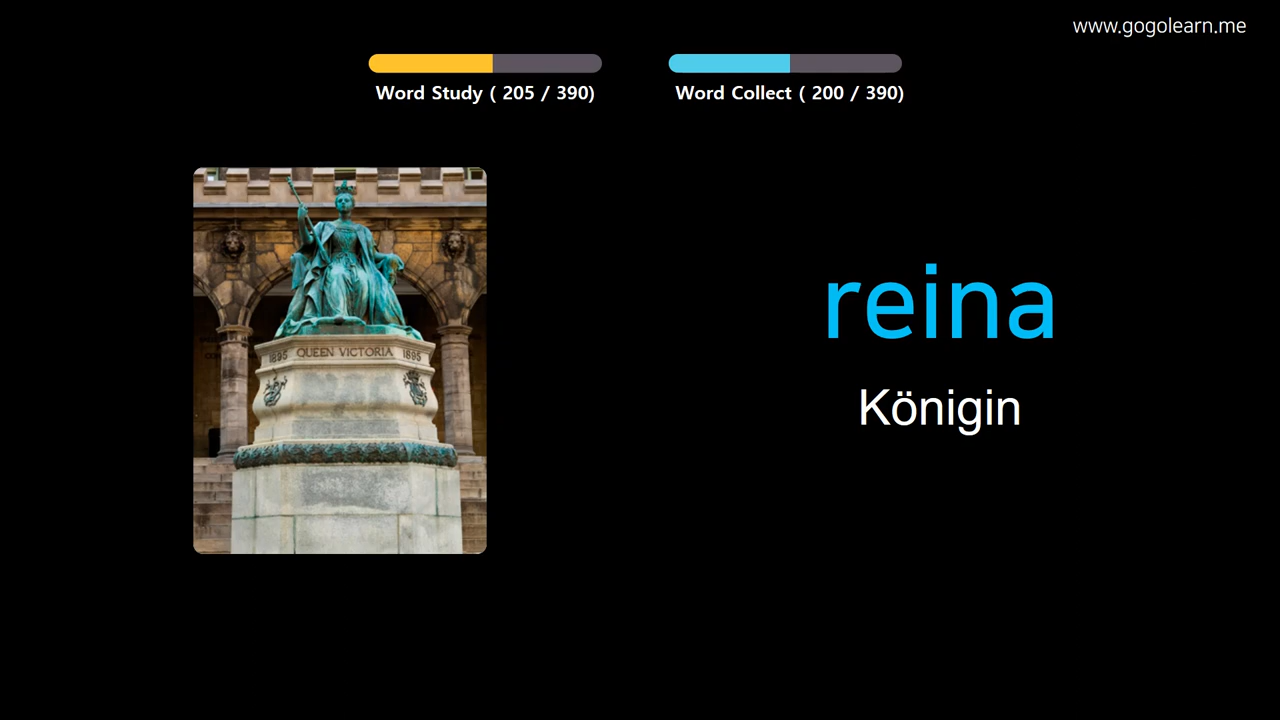 www.gogolearn.me
Word Study ( 205 / 390)
Word Collect ( 200 / 390)
1895 QUEEN VICTORIA 1895
reina
Königin